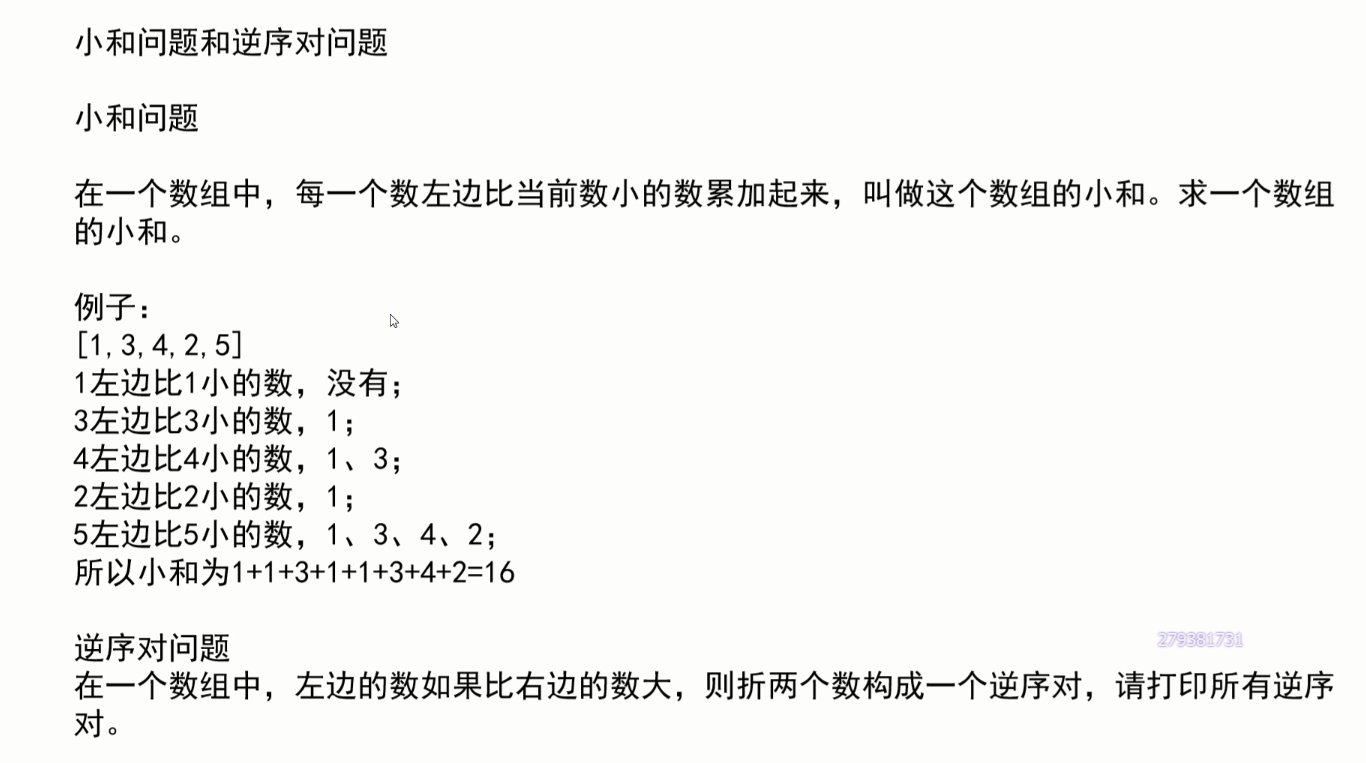 小和问题和逆序对问题
小和问题
在一个数组中，每一个数左边比当前数小的数累加起来，叫做这个数组的小和。求一个数组
的小和。
例子：
[1,3,4,2,5]
1左边比1小的数，没有；
3左边比3小的数，1；
4左边比4小的数，1、3；
2左边比2小的数，1；
5左边比5小的数，1、3、4、2；
所以小和为1+1+3+1+1+3+4+2=16
279381731
逆序对问题
在一个数组中，左边的数如果比右边的数大，则折两个数构成一个逆序对，请打印所有逆序
对。